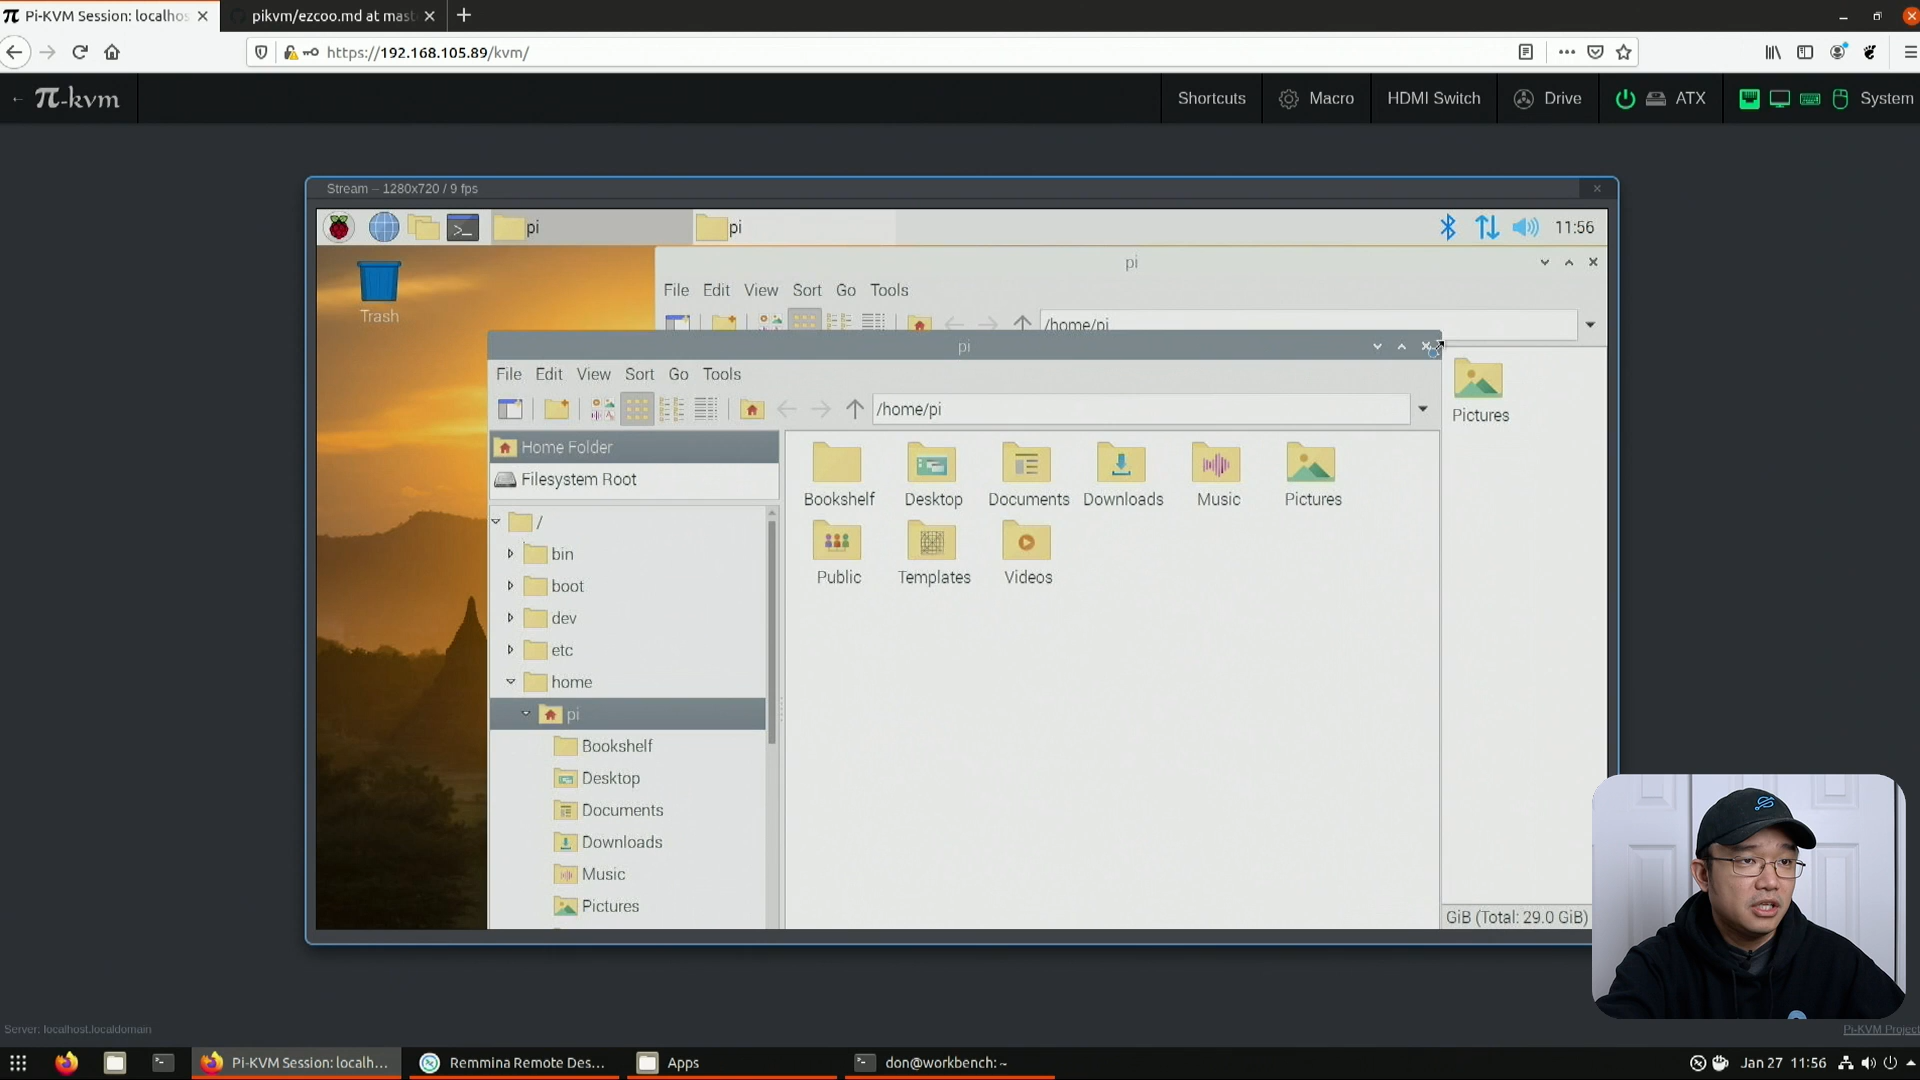 Pi-KVM Session: localhos
pikvm/ezcoo.md at mast
https://192.168.105.89/kvm/
π-kvm
Shortcuts
Macro
HDMI Switch
Drive
ATX
System
Stream – 1280x720 / 9 fps
pi
pi
11:56
Trash
pi
File Edit View Sort Go Tools
/home/pi
pi
File Edit View Sort Go Tools
/home/pi
Pictures
Home Folder
Filesystem Root
/
bin
boot
dev
etc
home
pi
Bookshelf
Desktop
Documents
Downloads
Music
Pictures
Bookshelf Desktop Documents Downloads Music Pictures
Public Templates Videos
GiB (Total: 29.0 GiB)
Server: localhost.localdomain
Pi-KVM Project
Pi-KVM Session: localh...
Remmina Remote Des...
Apps
don@workbench: ~
Jan 27 11:56